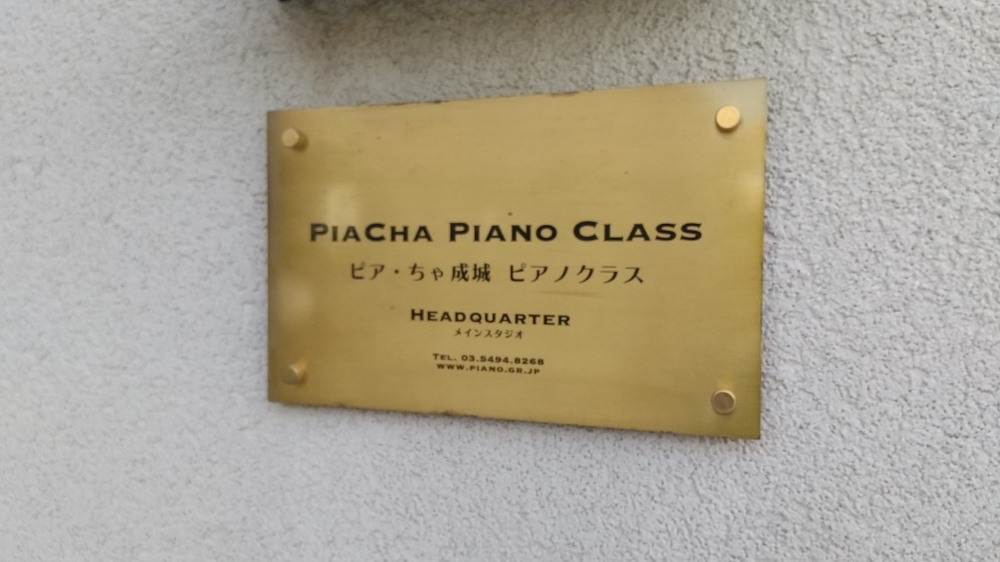 PIACHA PIANO CLASS
ピア・ちゃ成城 ピアノクラス
HEADQUARTER
メインスタジオ
TEL. 03.5494.8268
WWW.PIANO.GR.JP